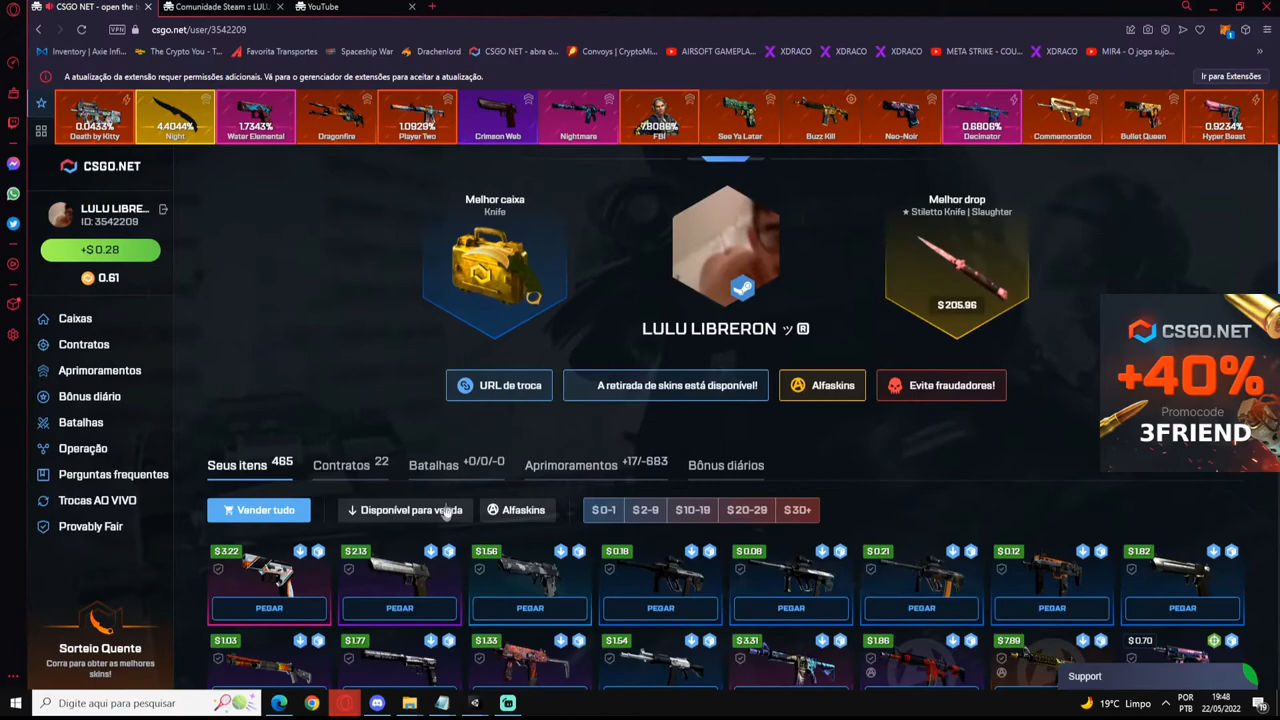 CSGO NET - open the b
Comunidade Steam :: LULU
YouTube
VPN
csgo.net/user/3542209
Inventory | Axie Infi...
The Crypto You - T...
Favorita Transportes
Spaceship War
Drachenlord
CSGO NET - abra o...
Convoys | CryptoMi...
AIRSOFT GAMEPLA...
XDRACO
XDRACO
XDRACO
META STRIKE - COU...
XDRACO
MIR4 - O jogo sujo...
A atualização da extensão requer permissões adicionais. Vá para o gerenciador de extensões para aceitar a atualização.
Ir para Extensões
0.0433%
Death by Kitty
4.4044%
Night
1.7343%
Water Elemental
Dragonfire
1.0929%
Player Two
Crimson Web
Nightmare
7.9086%
FBI
See Ya Later
Buzz Kill
Neo-Noir
0.6806%
Decimator
Commemoration
Bullet Queen
0.9234%
Hyper Beast
CSGO.NET
LULU LIBRE...
ID: 3542209
+$ 0.28
0.61
Caixas
Contratos
Aprimoramentos
Bônus diário
Batalhas
Operação
Perguntas frequentes
Trocas AO VIVO
Provably Fair
Sorteio Quente
Corra para obter as melhores
skins!
Melhor caixa
Knife
LULU LIBRERON ッ®
Melhor drop
★ Stiletto Knife | Slaughter
$ 205.96
URL de troca
A retirada de skins está disponível!
Alfaskins
Evite fraudadores!
CSGO.NET
+40%
Promocode
3FRIEND
Seus itens 465
Contratos 22
Batalhas +0/0/-0
Aprimoramentos +17/-683
Bônus diários
Vender tudo
Disponível para venda
Alfaskins
$0-1
$2-9
$10-19
$20-29
$30+
$ 3.22
$ 2.13
$ 1.56
$ 0.18
$ 0.08
$ 0.21
$ 0.12
$ 1.82
PEGAR
PEGAR
PEGAR
PEGAR
PEGAR
PEGAR
PEGAR
PEGAR
$ 1.03
$ 1.77
$ 1.33
$ 1.54
$ 3.31
$ 1.86
$ 7.89
$ 0.70
Support
Digite aqui para pesquisar
19°C Limpo
POR
PTB
19:48
22/05/2022
19